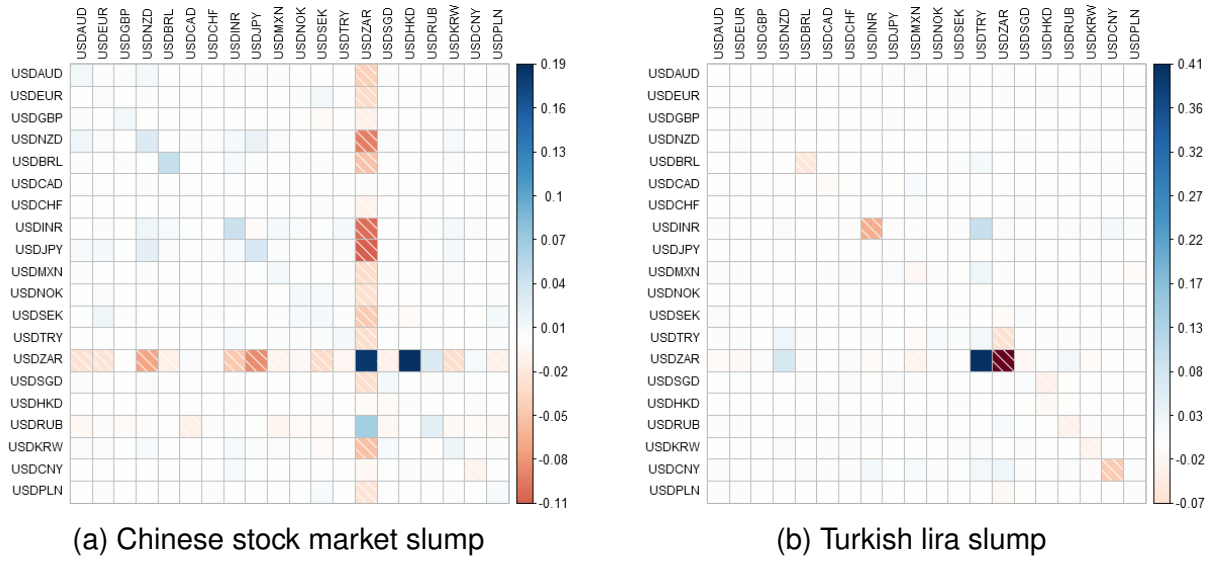 USDAUD USDEUR USDGBP USDNZD USDBRL USDCAD USDCHF USDINR USDJPY USDMXN USDNOK USDSEK USDTRY USDZAR USDSGD USDHKD USDRUB USDKRW USDCNY USDPLN
USDAUD
USDEUR
USDGBP
USDNZD
USDBRL
USDCAD
USDCHF
USDINR
USDJPY
USDMXN
USDNOK
USDSEK
USDTRY
USDZAR
USDSGD
USDHKD
USDRUB
USDKRW
USDCNY
USDPLN
0.19
0.16
0.13
0.1
0.07
0.04
0.01
-0.02
-0.05
-0.08
-0.11
(a) Chinese stock market slump
USDAUD USDEUR USDGBP USDNZD USDBRL USDCAD USDCHF USDINR USDJPY USDMXN USDNOK USDSEK USDTRY USDZAR USDSGD USDHKD USDRUB USDKRW USDCNY USDPLN
USDAUD
USDEUR
USDGBP
USDNZD
USDBRL
USDCAD
USDCHF
USDINR
USDJPY
USDMXN
USDNOK
USDSEK
USDTRY
USDZAR
USDSGD
USDHKD
USDRUB
USDKRW
USDCNY
USDPLN
0.41
0.36
0.31
0.27
0.22
0.17
0.13
0.08
0.03
-0.02
-0.07
(b) Turkish lira slump